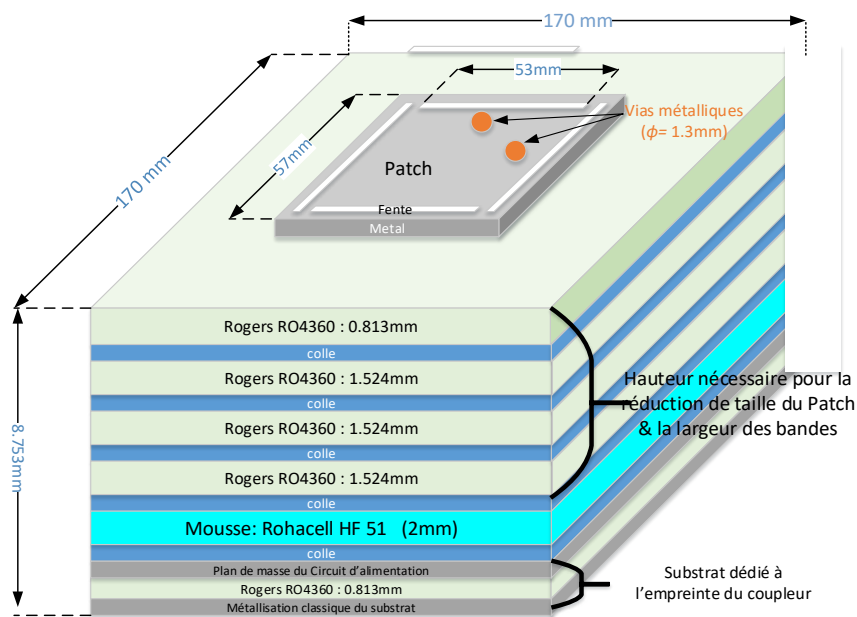 170 mm
53mm
Vias métalliques
(ϕ= 1.3mm)
57mm
Patch
170 mm
Fente
Metal
Rogers RO4360 : 0.813mm
colle
Rogers RO4360 : 1.524mm
colle
Rogers RO4360 : 1.524mm
colle
Rogers RO4360 : 1.524mm
colle
Mousse: Rohacell HF 51 (2mm)
colle
Plan de masse du Circuit d'alimentation
Rogers RO4360 : 0.813mm
Métallisation classique du substrat
8.753mm
Hauteur nécessaire pour la
réduction de taille du Patch
& la largeur des bandes
Substrat dédié à
l'empreinte du coupleur